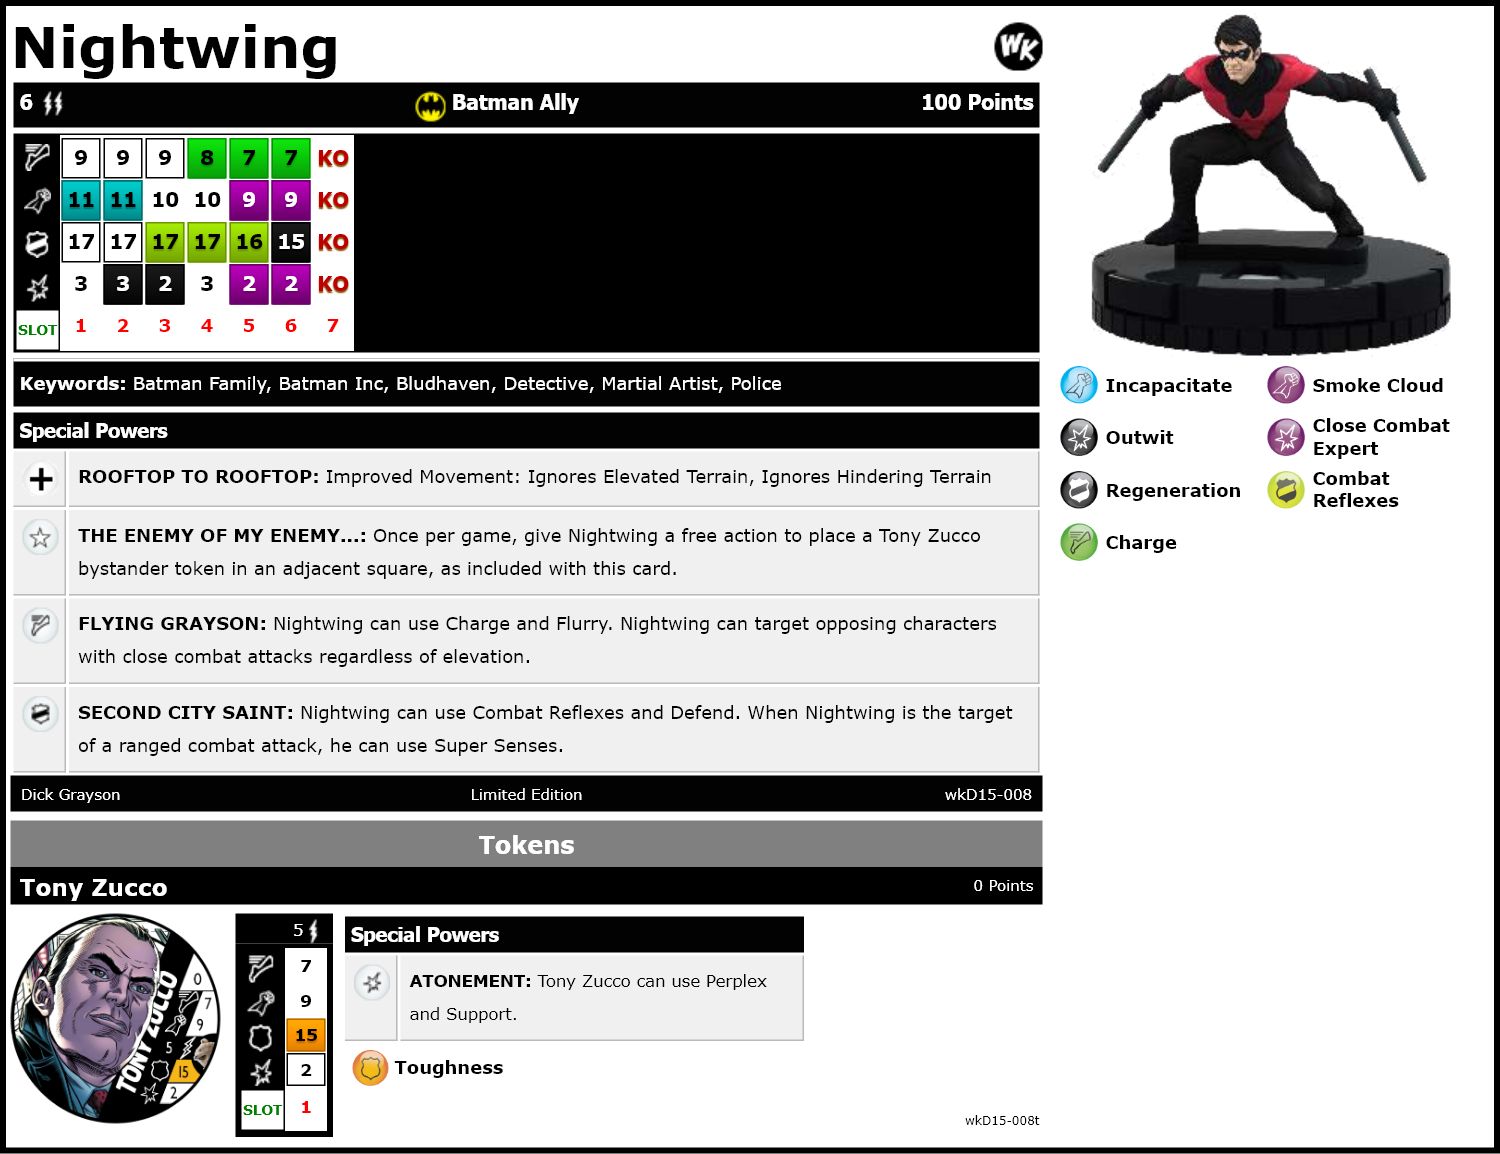 Nightwing
WK
6 Batman Ally 100 Points
9 9 9 8 7 7 KO
11 11 10 10 9 9 KO
17 17 17 17 16 15 KO
3 3 2 3 2 2 KO
SLOT 1 2 3 4 5 6 7
Keywords: Batman Family, Batman Inc, Bludhaven, Detective, Martial Artist, Police
Special Powers
ROOFTOP TO ROOFTOP: Improved Movement: Ignores Elevated Terrain, Ignores Hindering Terrain
THE ENEMY OF MY ENEMY...: Once per game, give Nightwing a free action to place a Tony Zucco
bystander token in an adjacent square, as included with this card.
FLYING GRAYSON: Nightwing can use Charge and Flurry. Nightwing can target opposing characters
with close combat attacks regardless of elevation.
SECOND CITY SAINT: Nightwing can use Combat Reflexes and Defend. When Nightwing is the target
of a ranged combat attack, he can use Super Senses.
Dick Grayson Limited Edition wkD15-008
Incapacitate Smoke Cloud
Outwit Close Combat
Expert
Regeneration Combat
Reflexes
Charge
Tokens
Tony Zucco 0 Points
TONY ZUCCO
0
7
9
5
15
2
5
7
9
15
2
SLOT 1
Special Powers
ATONEMENT: Tony Zucco can use Perplex
and Support.
Toughness
wkD15-008t